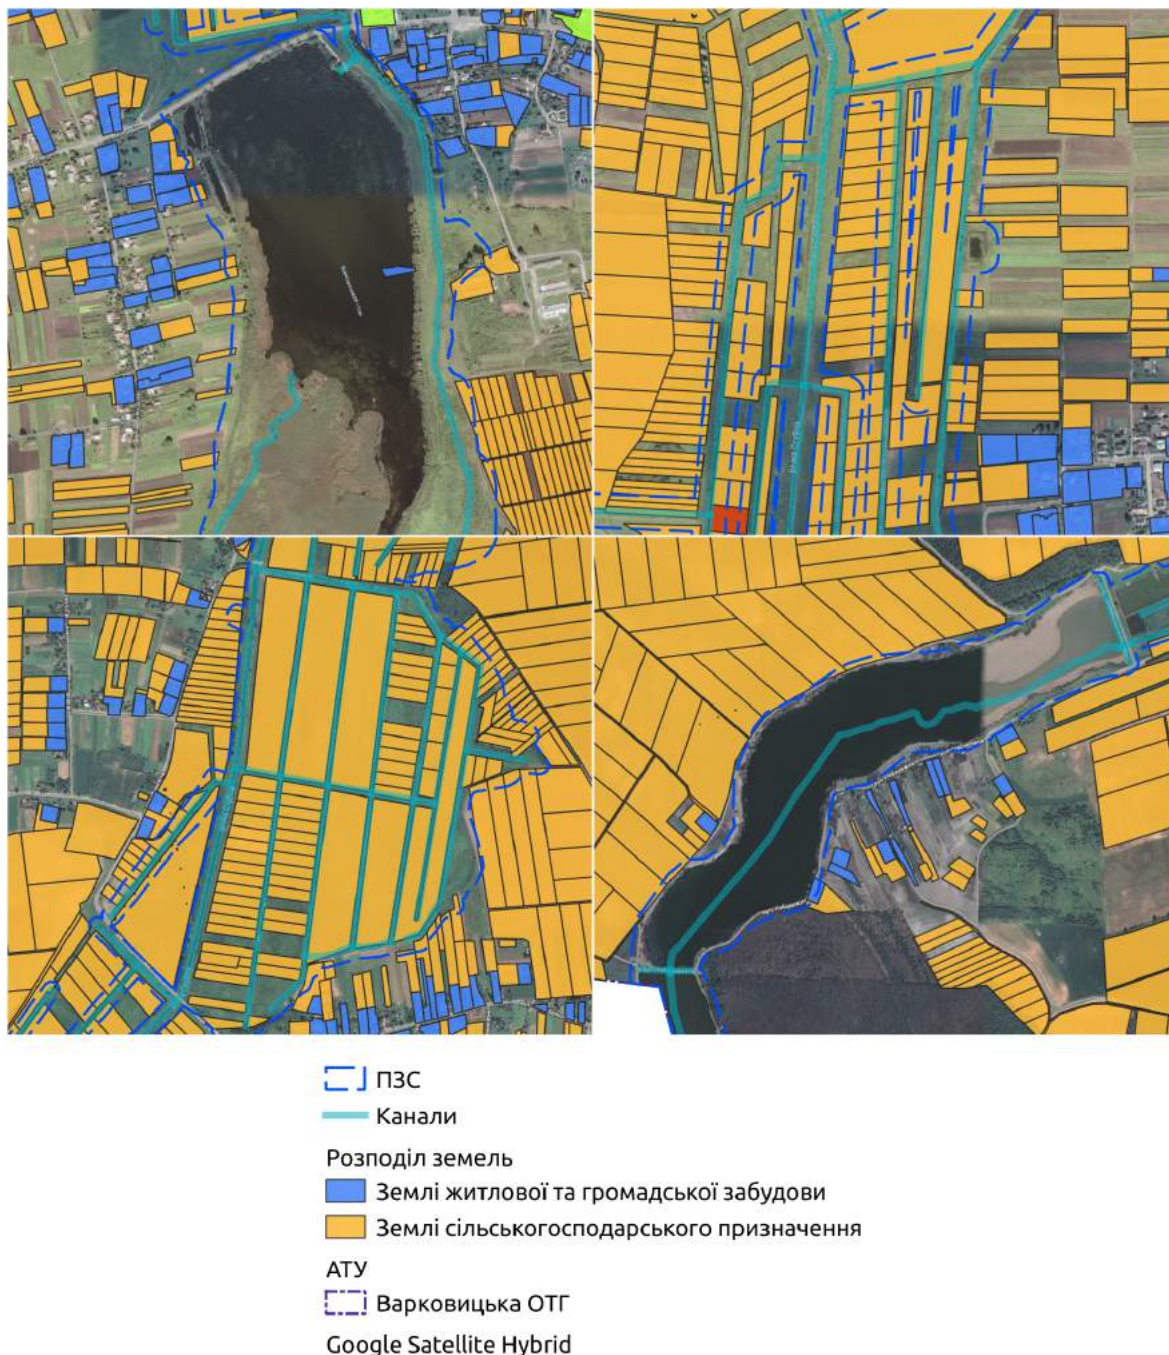 ПЗС
Канали
Розподіл земель
Землі житлової та громадської забудови
Землі сільськогосподарського призначення
АТУ
Варковицька ОТГ
Google Satellite Hybrid